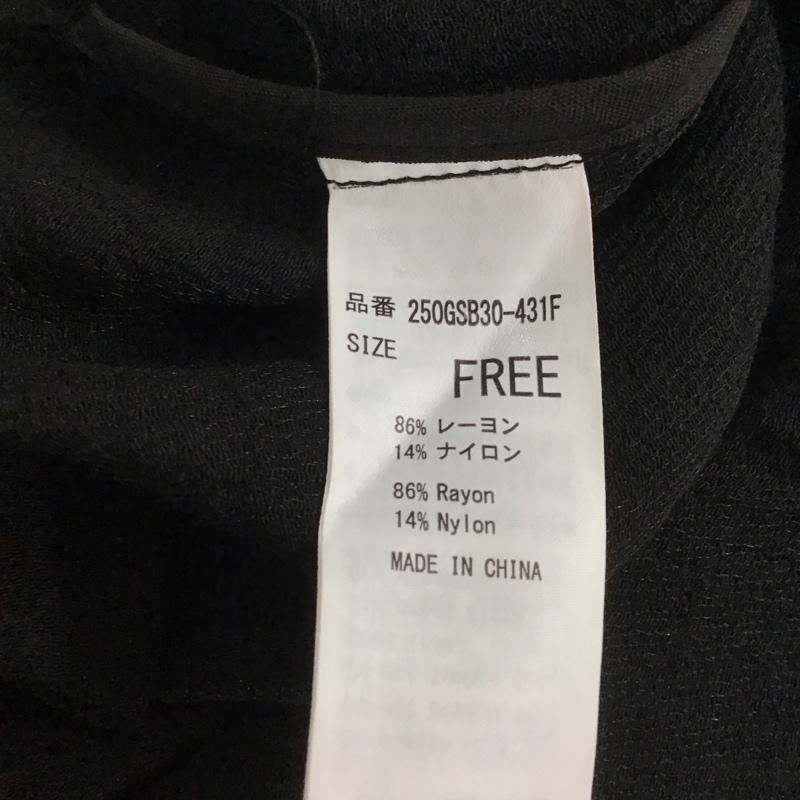 品番 250GSB30-431F
SIZE
FREE
86% レーヨン
14% ナイロン
86% Rayon
14% Nylon
MADE IN CHINA